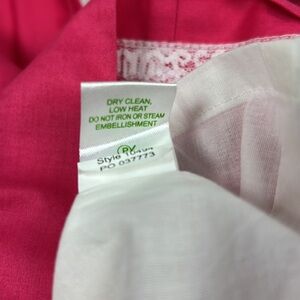 DRY CLEAN,
LOW HEAT
DO NOT IRON OR STEAM
EMBELLISHMENT
Style
PO 037773